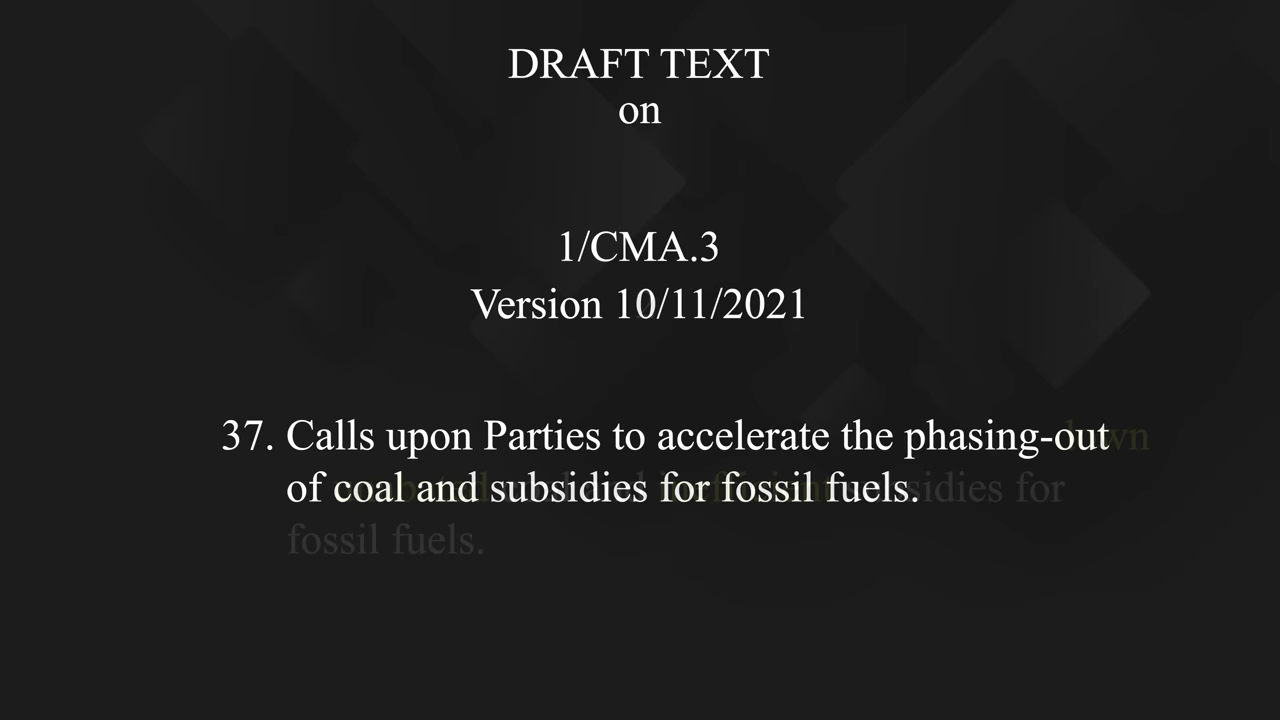 DRAFT TEXT
on
1/CMA.3
Version 10/11/2021
37. Calls upon Parties to accelerate the phasing-out
of coal and subsidies for fossil fuels.
fossil fuels.